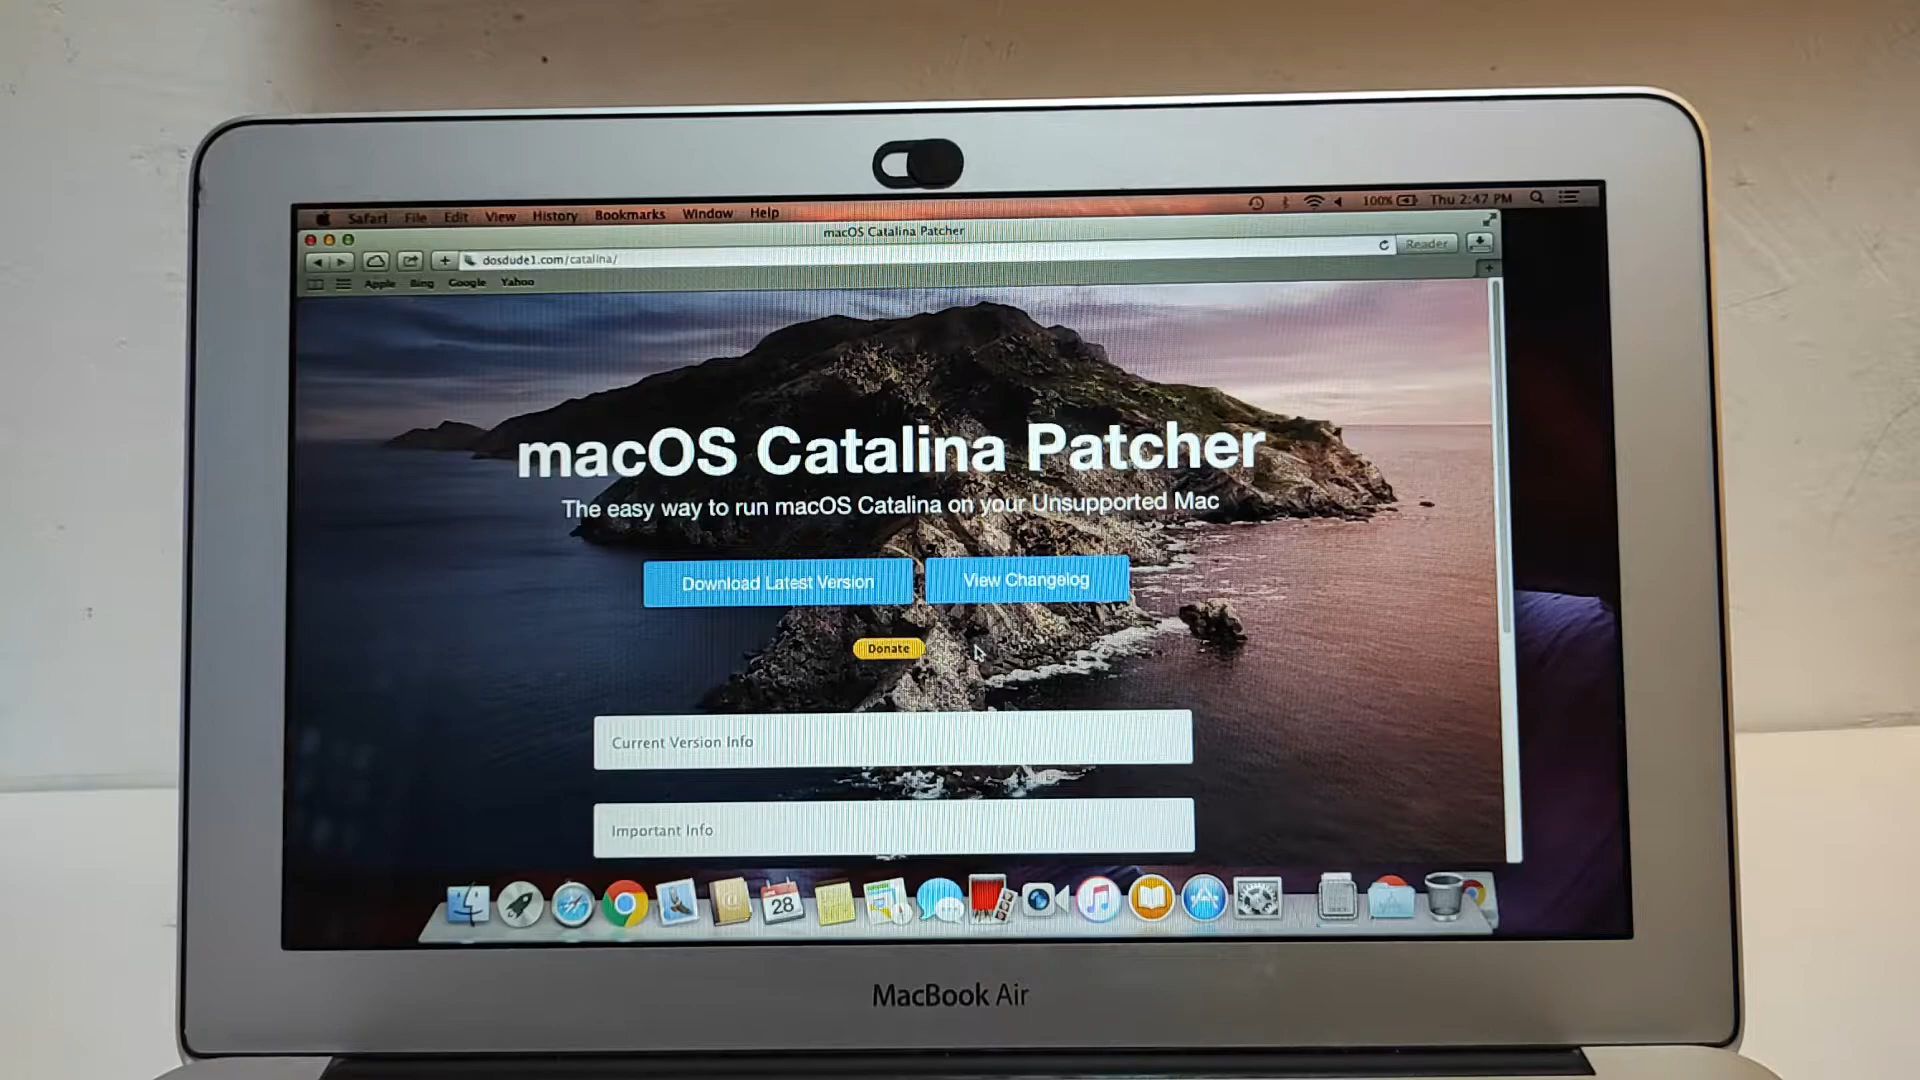 Safari File Edit View History Bookmarks Window Help 100% Thu 2:47 PM
macOS Catalina Patcher
dosdude1.com/catalina/ Reader
Apple Bing Google Yahoo
macOS Catalina Patcher
The easy way to run macOS Catalina on your Unsupported Mac
Download Latest Version View Changelog
Donate
Current Version Info
Important Info
28
MacBook Air